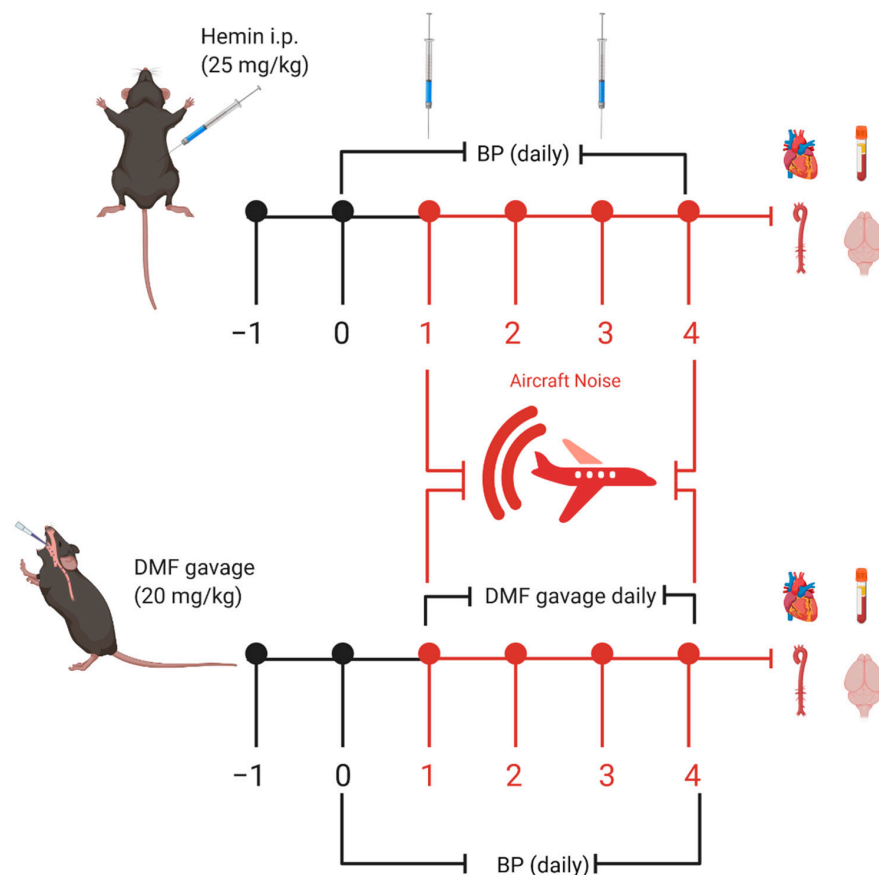 Hemin i.p.
(25 mg/kg)
BP (daily)
−1 0 1 2 3 4
Aircraft Noise
DMF gavage
(20 mg/kg)
DMF gavage daily
−1 0 1 2 3 4
BP (daily)